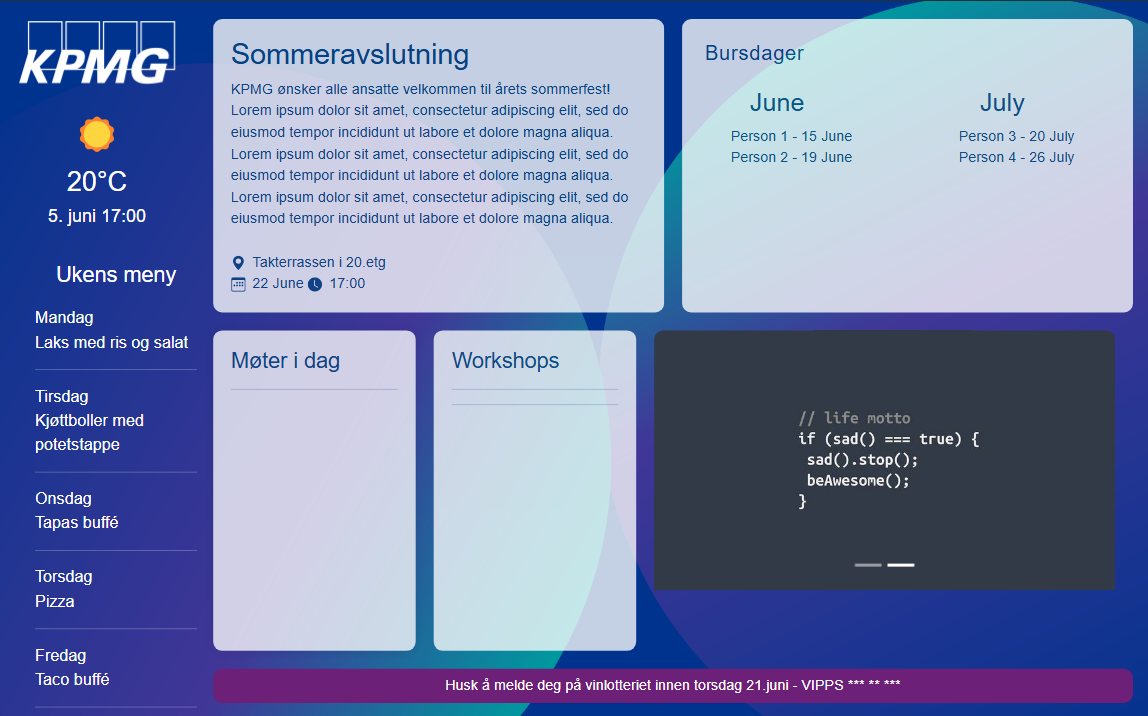 KPMG
20°C
5. juni 17:00
Ukens meny
Mandag
Laks med ris og salat
Tirsdag
Kjøttboller med
potetstappe
Onsdag
Tapas buffé
Torsdag
Pizza
Fredag
Taco buffé
Sommeravslutning
KPMG ønsker alle ansatte velkommen til årets sommerfest!
Lorem ipsum dolor sit amet, consectetur adipiscing elit, sed do
eiusmod tempor incididunt ut labore et dolore magna aliqua.
Lorem ipsum dolor sit amet, consectetur adipiscing elit, sed do
eiusmod tempor incididunt ut labore et dolore magna aliqua.
Lorem ipsum dolor sit amet, consectetur adipiscing elit, sed do
eiusmod tempor incididunt ut labore et dolore magna aliqua.
Takterrassen i 20.etg
22 June 17:00
Bursdager
June
Person 1 - 15 June
Person 2 - 19 June
July
Person 3 - 20 July
Person 4 - 26 July
Møter i dag
Workshops
// life motto
if (sad() === true) {
 sad().stop();
 beAwesome();
}
Husk å melde deg på vinlotteriet innen torsdag 21.juni - VIPPS *** ** ***